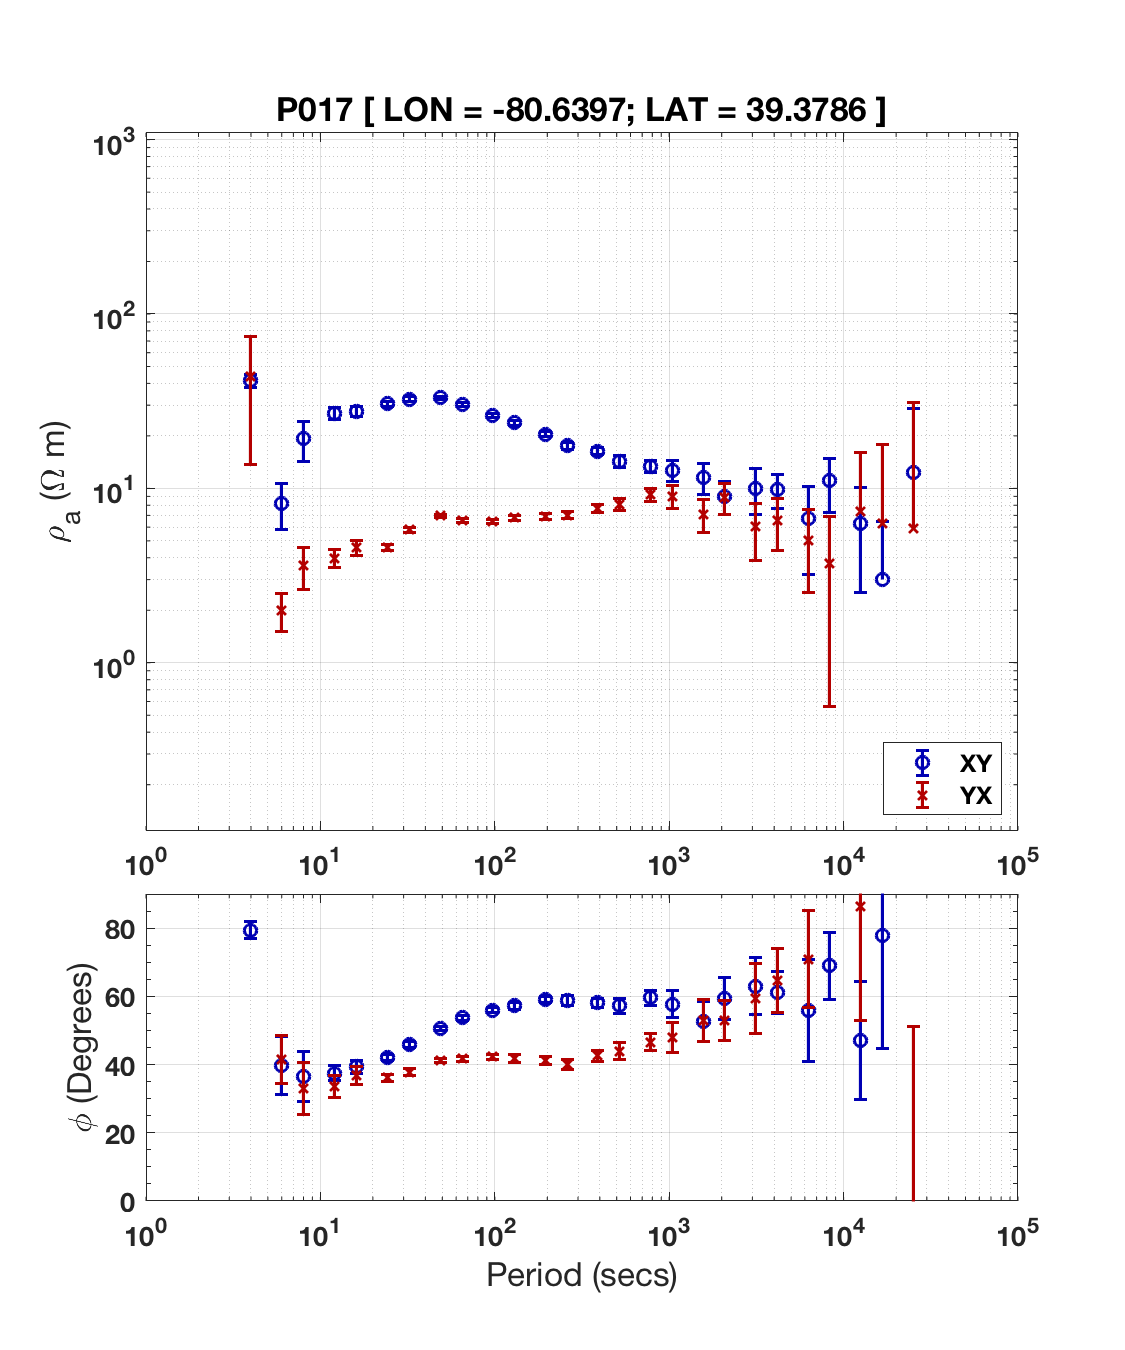 P017 [ LON = -80.6397; LAT = 39.3786 ]
10^3
10^2
10^1
10^0
ρ_a (Ω m)
XY
YX
10^0 10^1 10^2 10^3 10^4 10^5
80
60
40
20
0
ϕ (Degrees)
10^0 10^1 10^2 10^3 10^4 10^5
Period (secs)